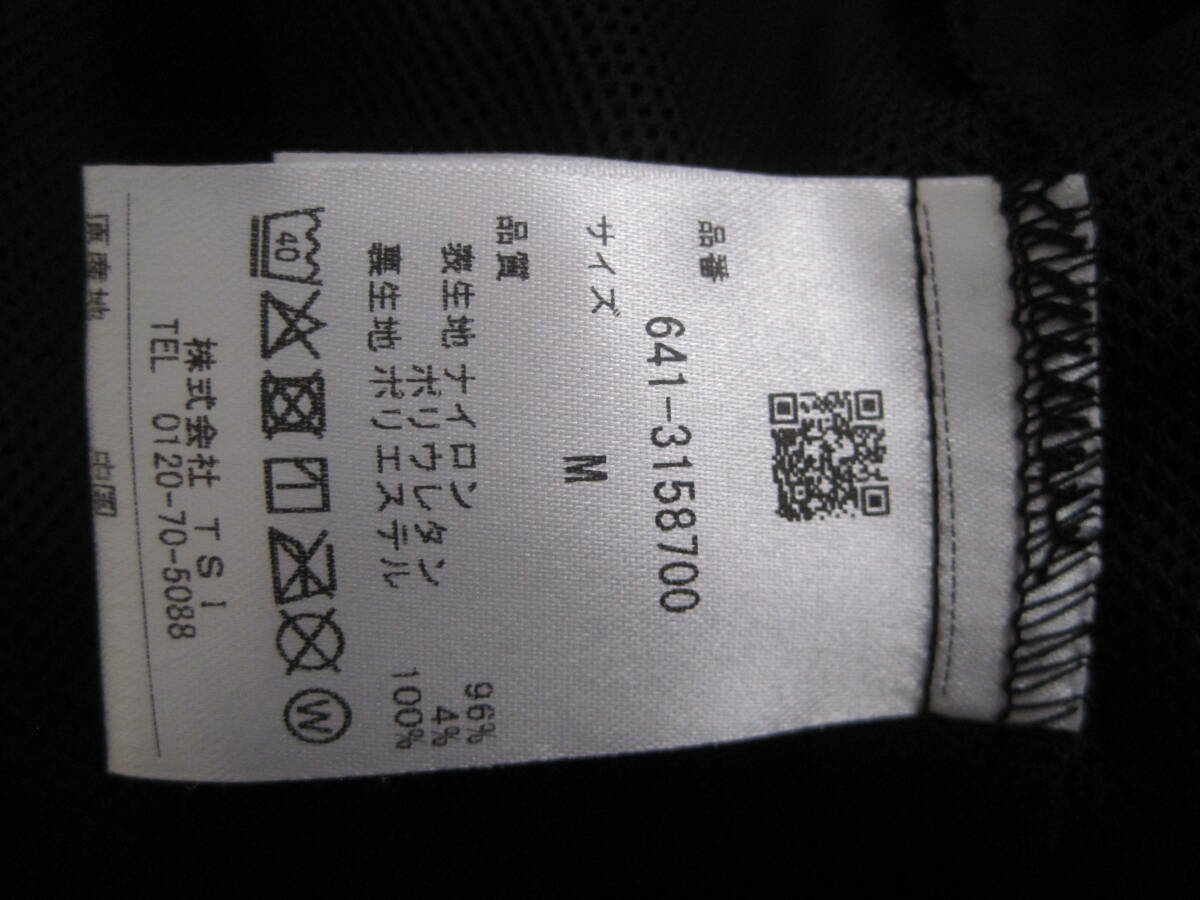 品番
641-3158700
サイズ
M
品質
表生地 ナイロン 96%
ポリウレタン 4%
裏生地 ポリエステル 100%
40
W
株式会社 TSI
TEL 0120-70-5088
原産地 中国